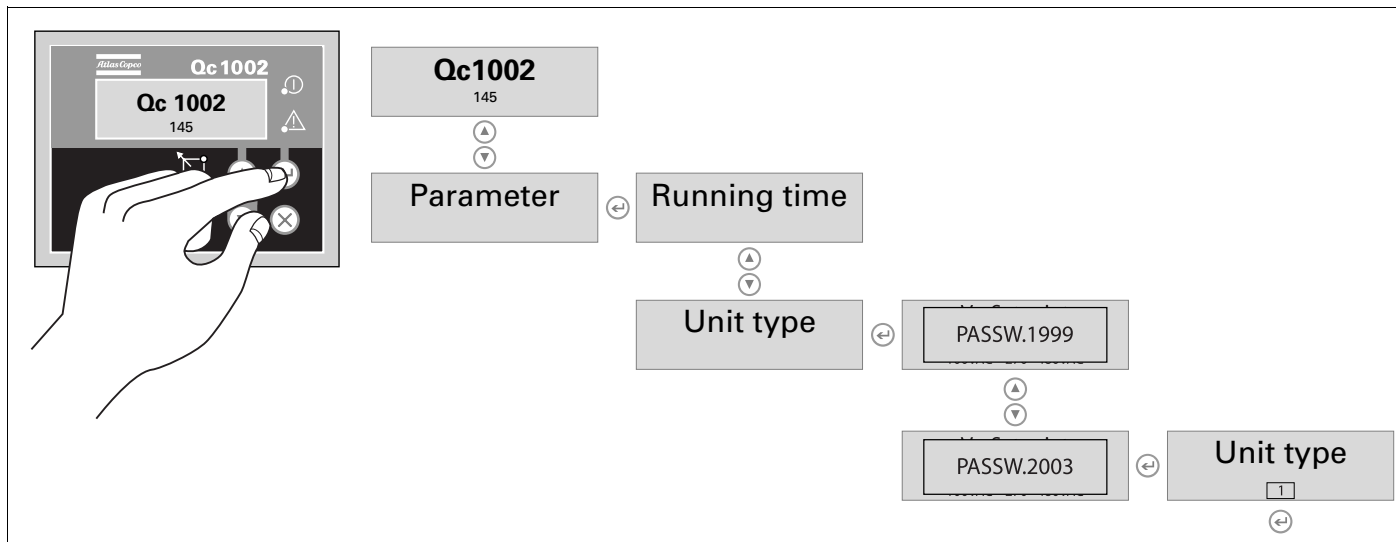 Atlas Copco
Qc1002
Qc 1002
145
Qc1002
145
Parameter
Running time
Unit type
PASSW.1999
PASSW.2003
Unit type
1